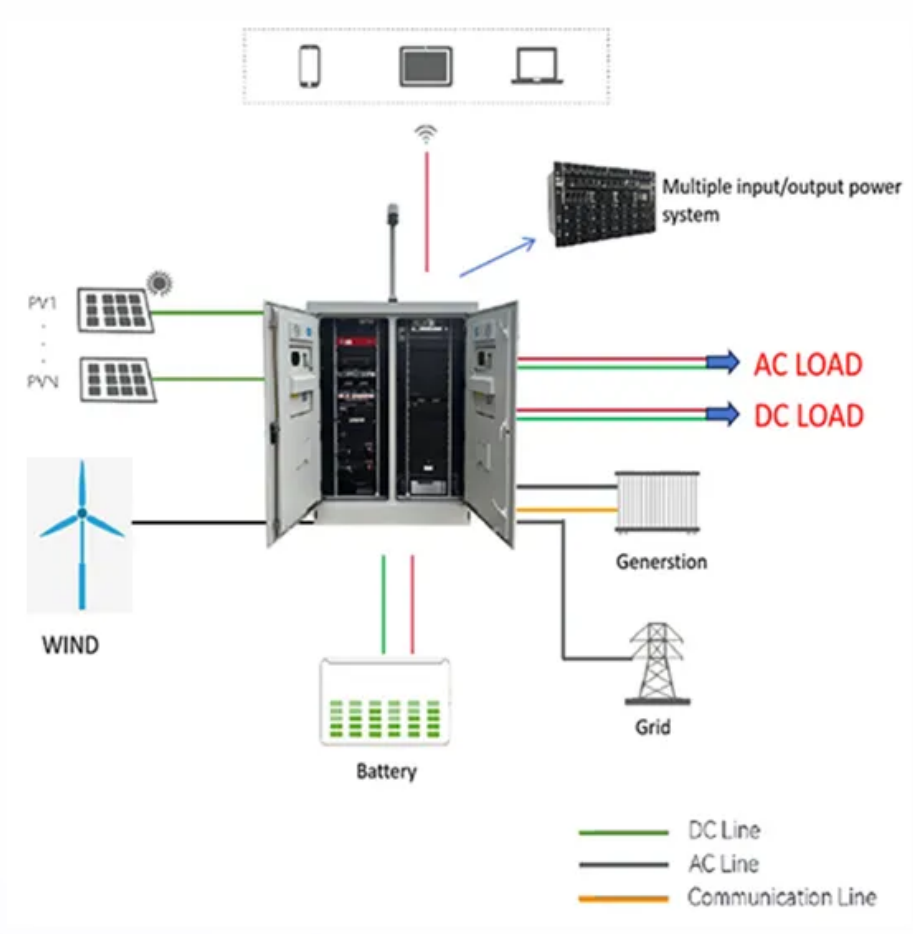 Multiple input/output power
system
PV1
PVN
AC LOAD
DC LOAD
Generstion
WIND
Grid
Battery
DC Line
AC Line
Communication Line